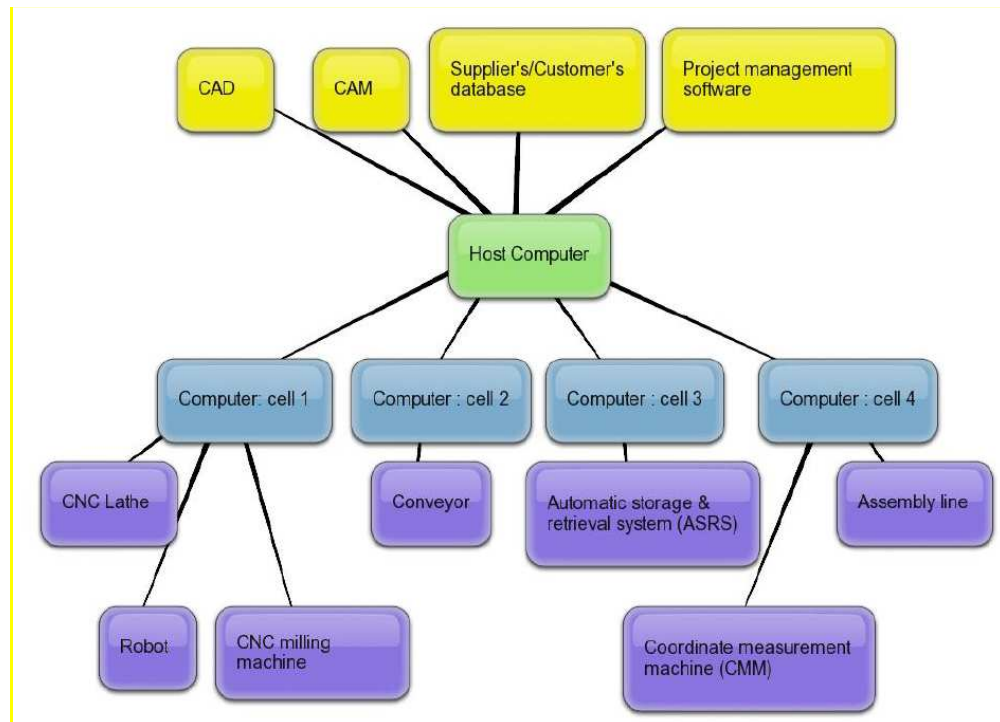 CAD
CAM
Supplier's/Customer's
database
Project management
software
Host Computer
Computer: cell 1
Computer : cell 2
Computer : cell 3
Computer : cell 4
CNC Lathe
Conveyor
Automatic storage &
retrieval system (ASRS)
Assembly line
Robot
CNC milling
machine
Coordinate measurement
machine (CMM)